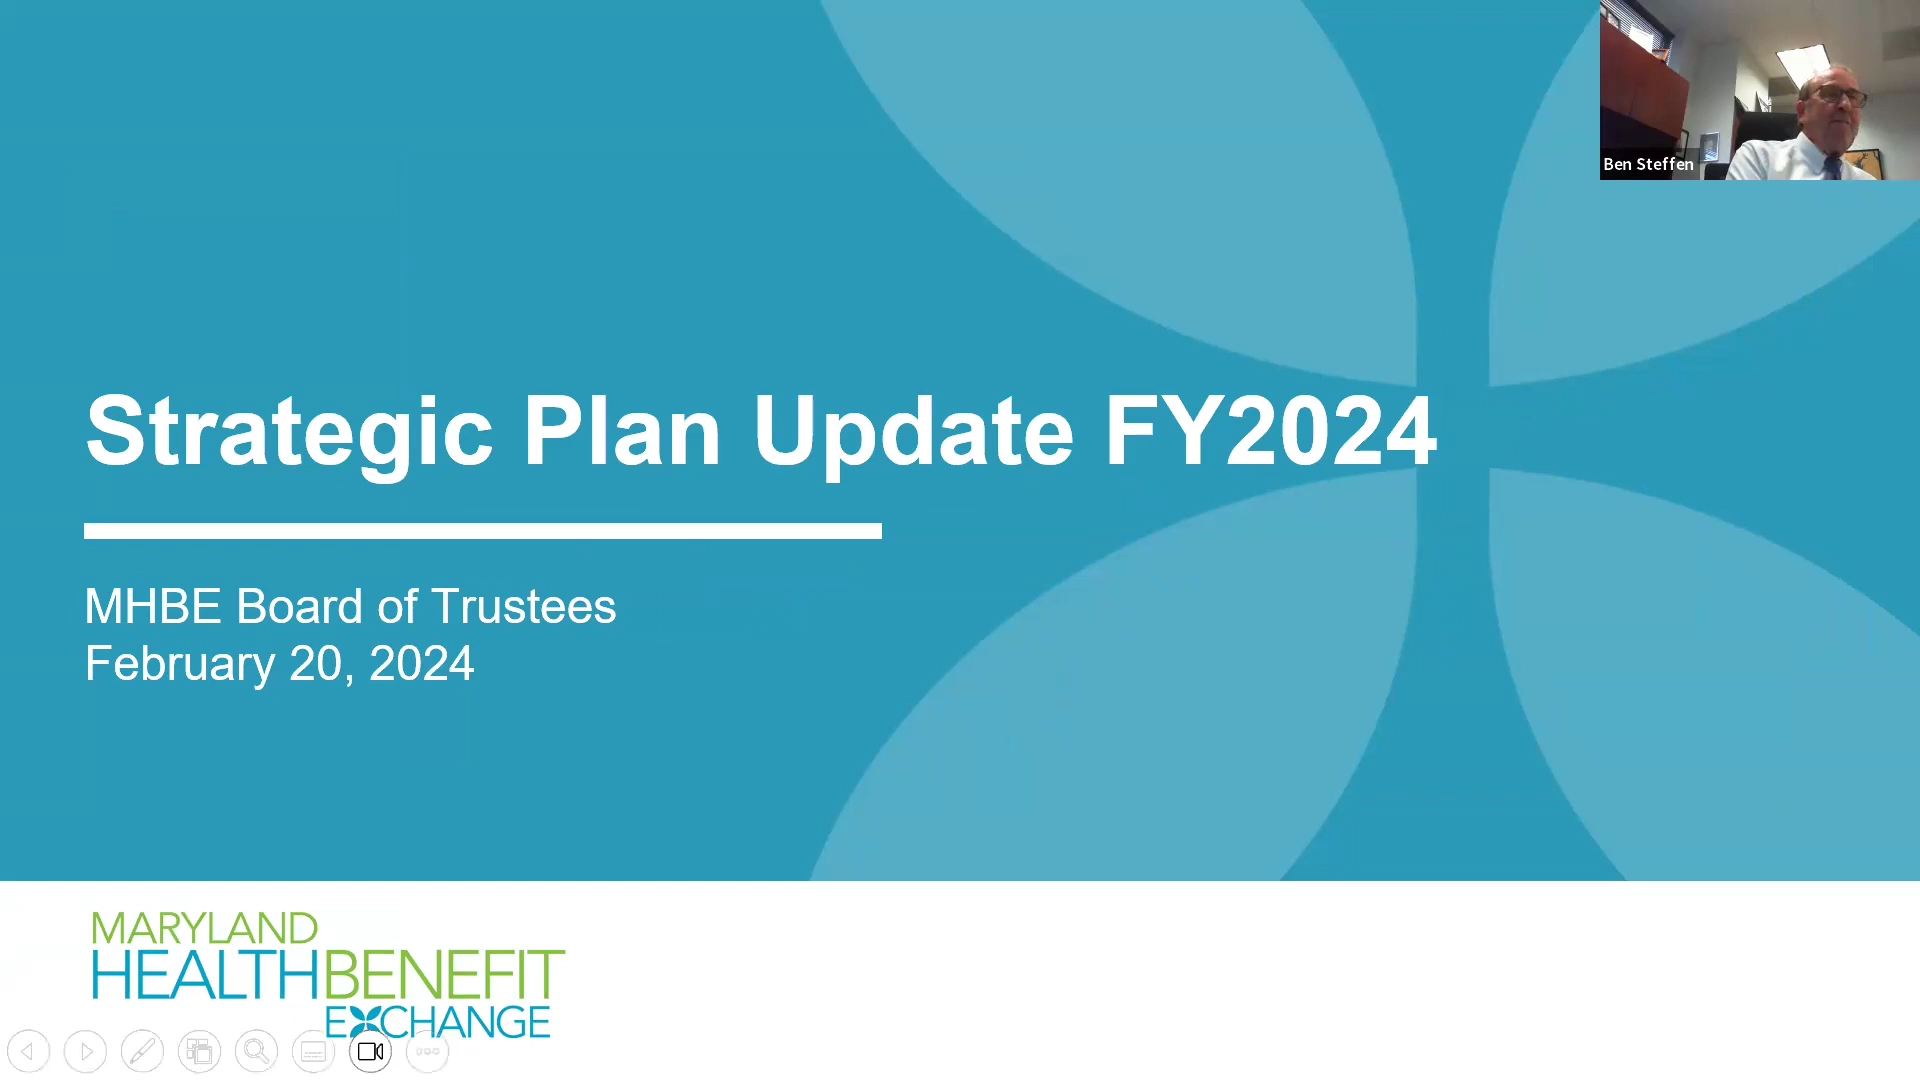 Ben Steffen
Strategic Plan Update FY2024
MHBE Board of Trustees
February 20, 2024
MARYLAND
HEALTHBENEFIT
EXCHANGE